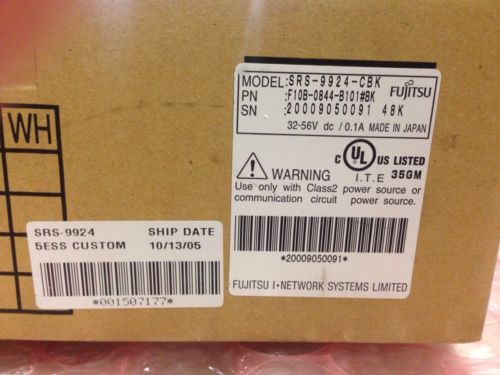 MODEL:SRS-9924-CBK
FUJITSU
PN :F10B-0844-B101#BK
SN :20009050091 48K
32-56V dc / 0.1A MADE IN JAPAN
C UL US LISTED
I.T.E 35GM
WARNING
Use only with Class2 power source or
communication circuit power source.
*20009050091*
FUJITSU I-NETWORK SYSTEMS LIMITED
WH
SRS-9924 SHIP DATE
5ESS CUSTOM 10/13/05
*001507177*